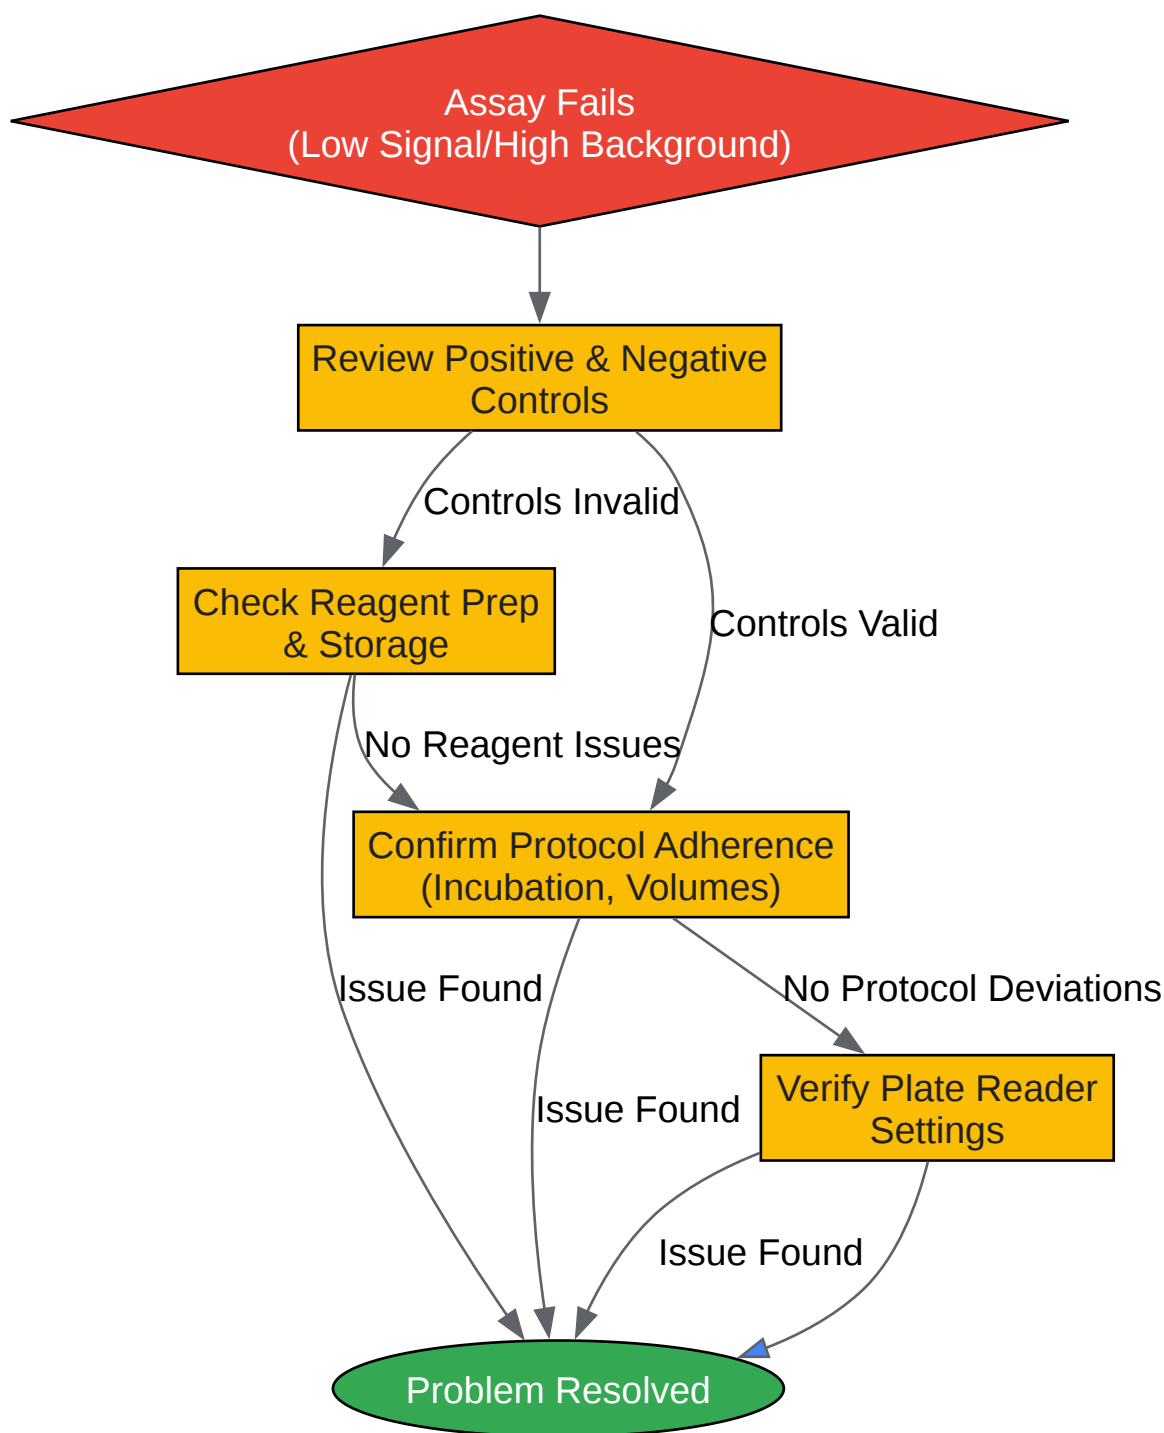 Assay Fails
(Low Signal/High Background)
Review Positive & Negative
Controls
Controls Invalid
Check Reagent Prep
& Storage
Controls Valid
No Reagent Issues
Confirm Protocol Adherence
(Incubation, Volumes)
Issue Found
No Protocol Deviations
Verify Plate Reader
Settings
Issue Found
Issue Found
Problem Resolved